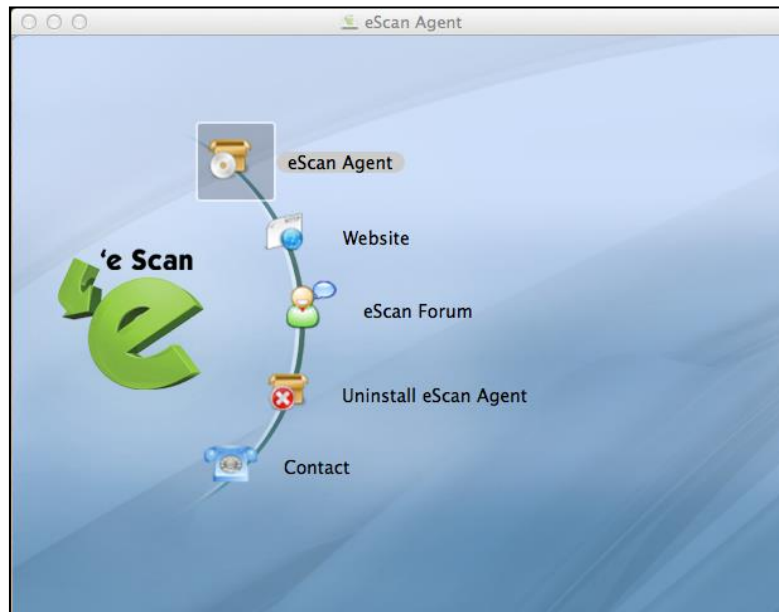 eScan Agent
eScan Agent
Website
‘e Scan
eScan Forum
Uninstall eScan Agent
Contact